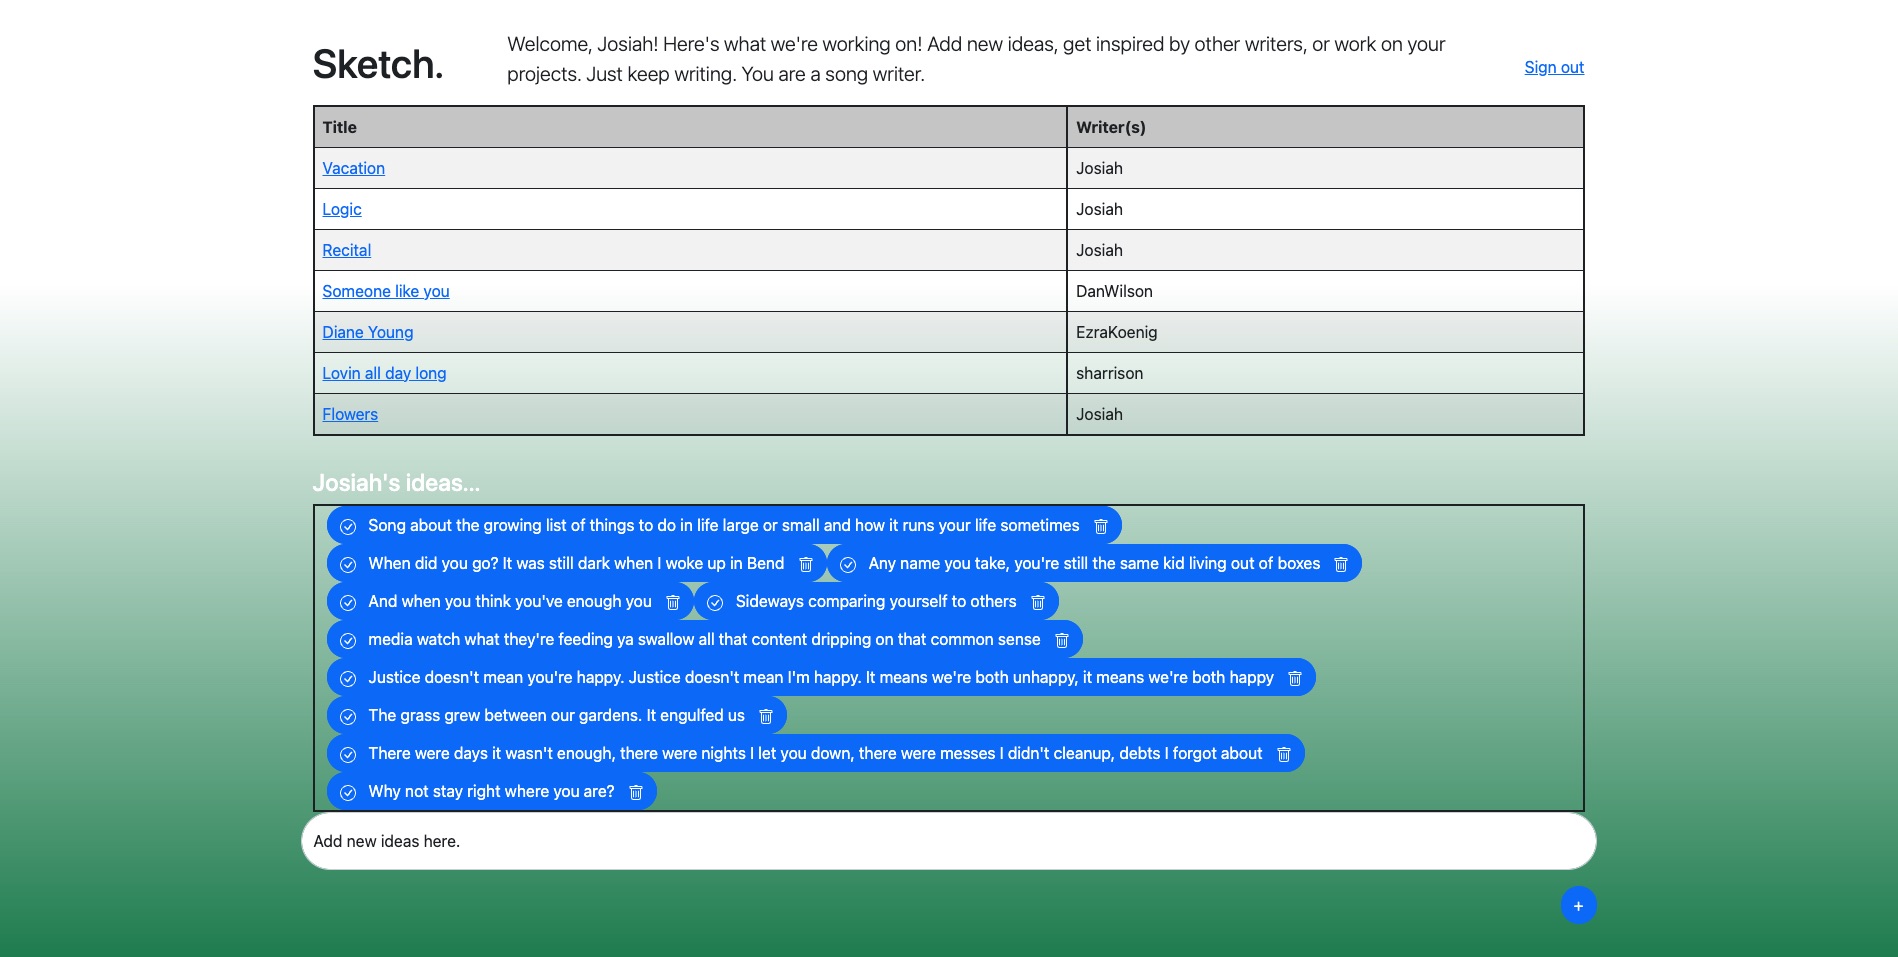 Sketch.
Welcome, Josiah! Here's what we're working on! Add new ideas, get inspired by other writers, or work on your
projects. Just keep writing. You are a song writer.
Sign out
Title Writer(s)
Vacation Josiah
Logic Josiah
Recital Josiah
Someone like you DanWilson
Diane Young EzraKoenig
Lovin all day long sharrison
Flowers Josiah
Josiah's ideas...
Song about the growing list of things to do in life large or small and how it runs your life sometimes
When did you go? It was still dark when I woke up in Bend Any name you take, you're still the same kid living out of boxes
And when you think you've enough you Sideways comparing yourself to others
media watch what they're feeding ya swallow all that content dripping on that common sense
Justice doesn't mean you're happy. Justice doesn't mean I'm happy. It means we're both unhappy, it means we're both happy
The grass grew between our gardens. It engulfed us
There were days it wasn't enough, there were nights I let you down, there were messes I didn't cleanup, debts I forgot about
Why not stay right where you are?
Add new ideas here.
+